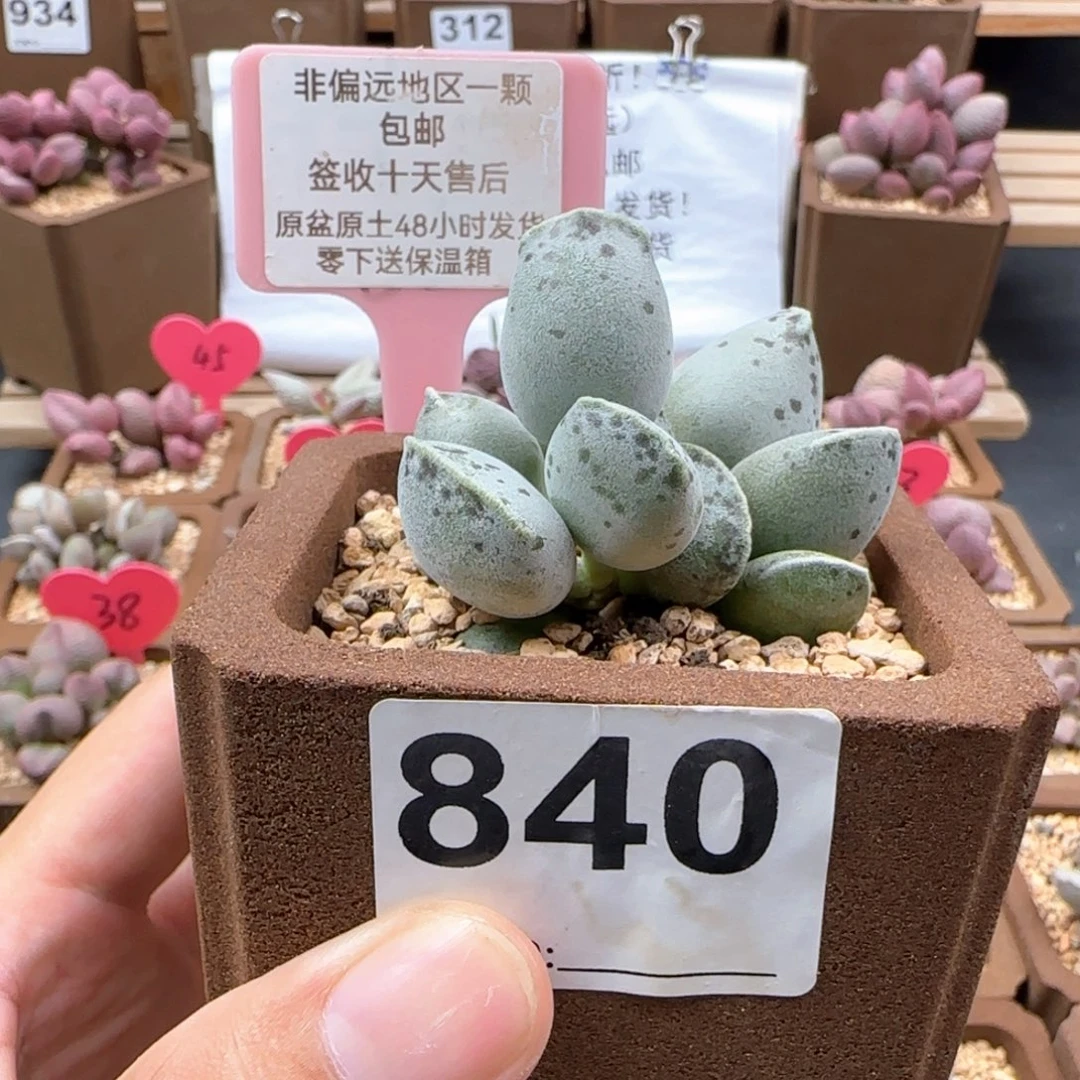 934
312
非偏远地区一颗
包邮
签收十天售后
原盆原土48小时发货
零下送保温箱
折！
邮
发货！
货
45
38
840